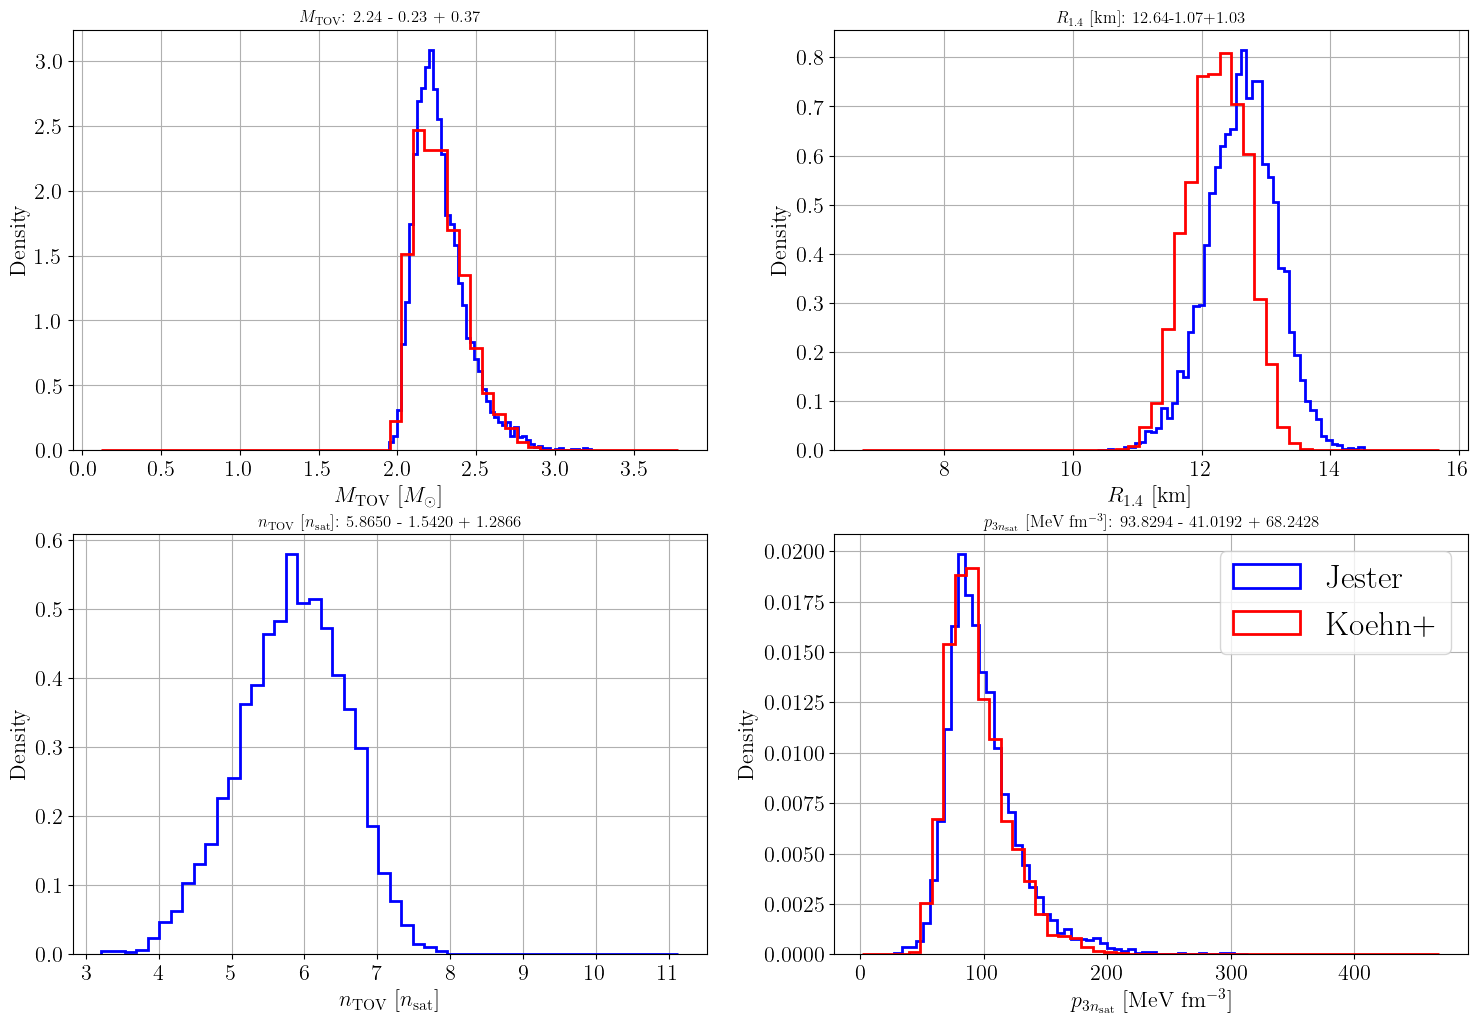 M_TOV: 2.24 - 0.23 + 0.37
3.0
2.5
2.0
1.5
1.0
0.5
0.0
Density
0.0 0.5 1.0 1.5 2.0 2.5 3.0 3.5
M_TOV [M_⊙]
R_1.4 [km]: 12.64-1.07+1.03
0.8
0.7
0.6
0.5
0.4
0.3
0.2
0.1
0.0
Density
8 10 12 14 16
R_1.4 [km]
n_TOV [n_sat]: 5.8650 - 1.5420 + 1.2866
0.6
0.5
0.4
0.3
0.2
0.1
0.0
Density
3 4 5 6 7 8 9 10 11
n_TOV [n_sat]
p_3n_sat [MeV fm⁻³]: 93.8294 - 41.0192 + 68.2428
Jester
Koehn+
0.0200
0.0175
0.0150
0.0125
0.0100
0.0075
0.0050
0.0025
0.0000
Density
0 100 200 300 400
p_3n_sat [MeV fm⁻³]